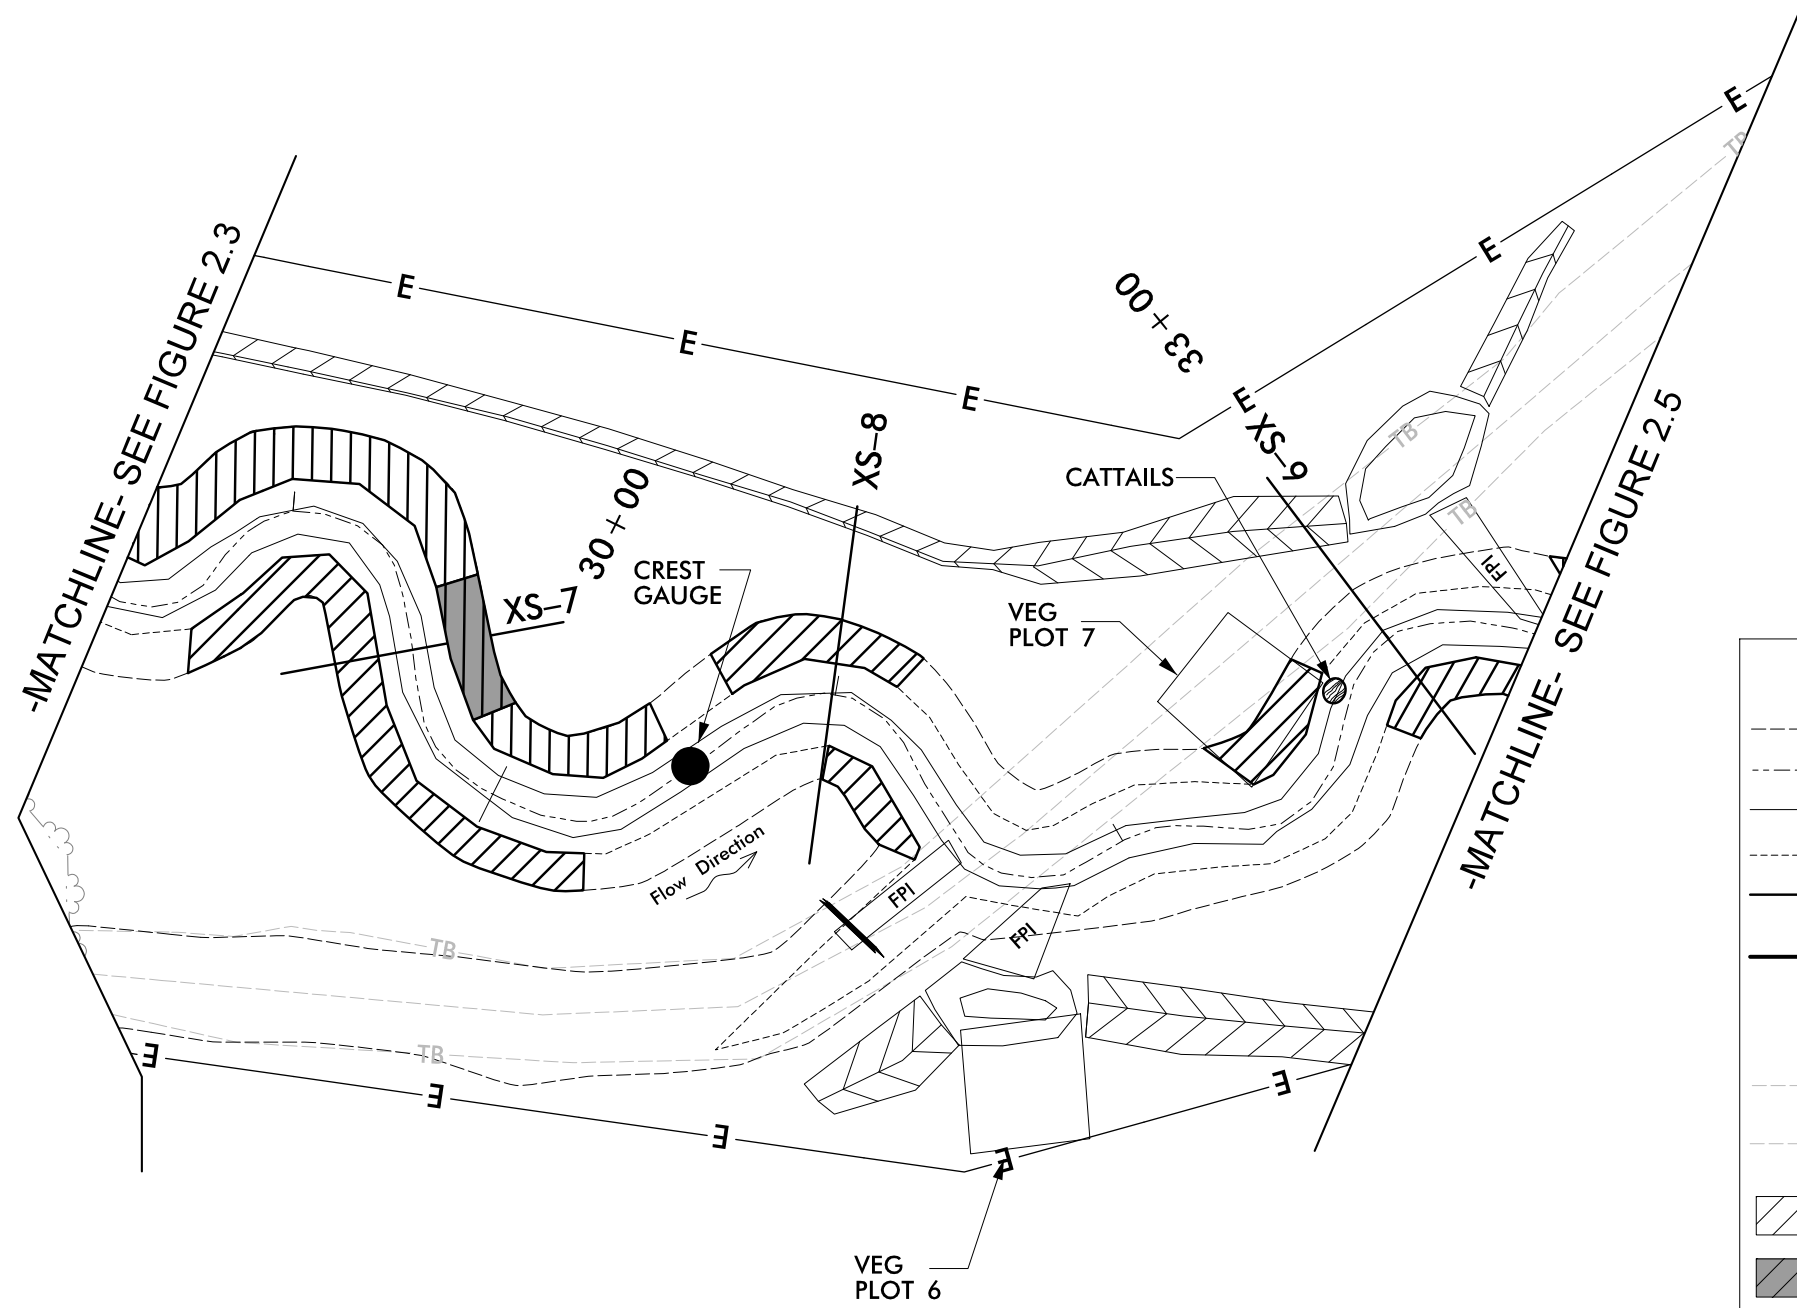 E
TB
-MATCHLINE- SEE FIGURE 2.3
E
E
E
E
E
33+00
XS-8
XS-9
TB
CATTAILS
TB
-MATCHLINE- SEE FIGURE 2.5
30+00
CREST
GAUGE
XS-7
FPI
VEG
PLOT 7
Flow Direction
FPI
FPI
TB
TB
E
E
E
E
E
VEG
PLOT 6